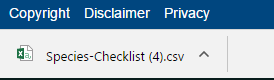 Copyright Disclaimer Privacy
Species-Checklist (4).csv